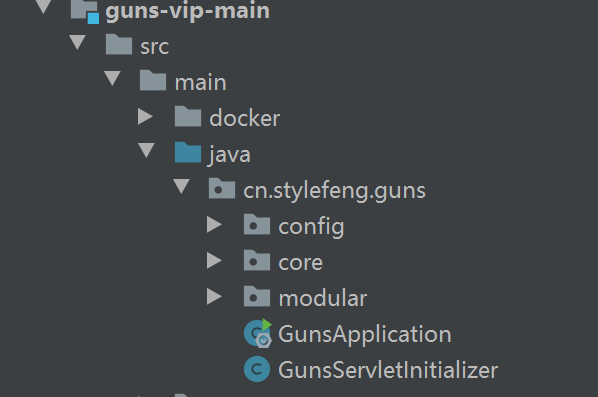 guns-vip-main
src
main
docker
java
cn.stylefeng.guns
config
core
modular
GunsApplication
GunsServletInitializer